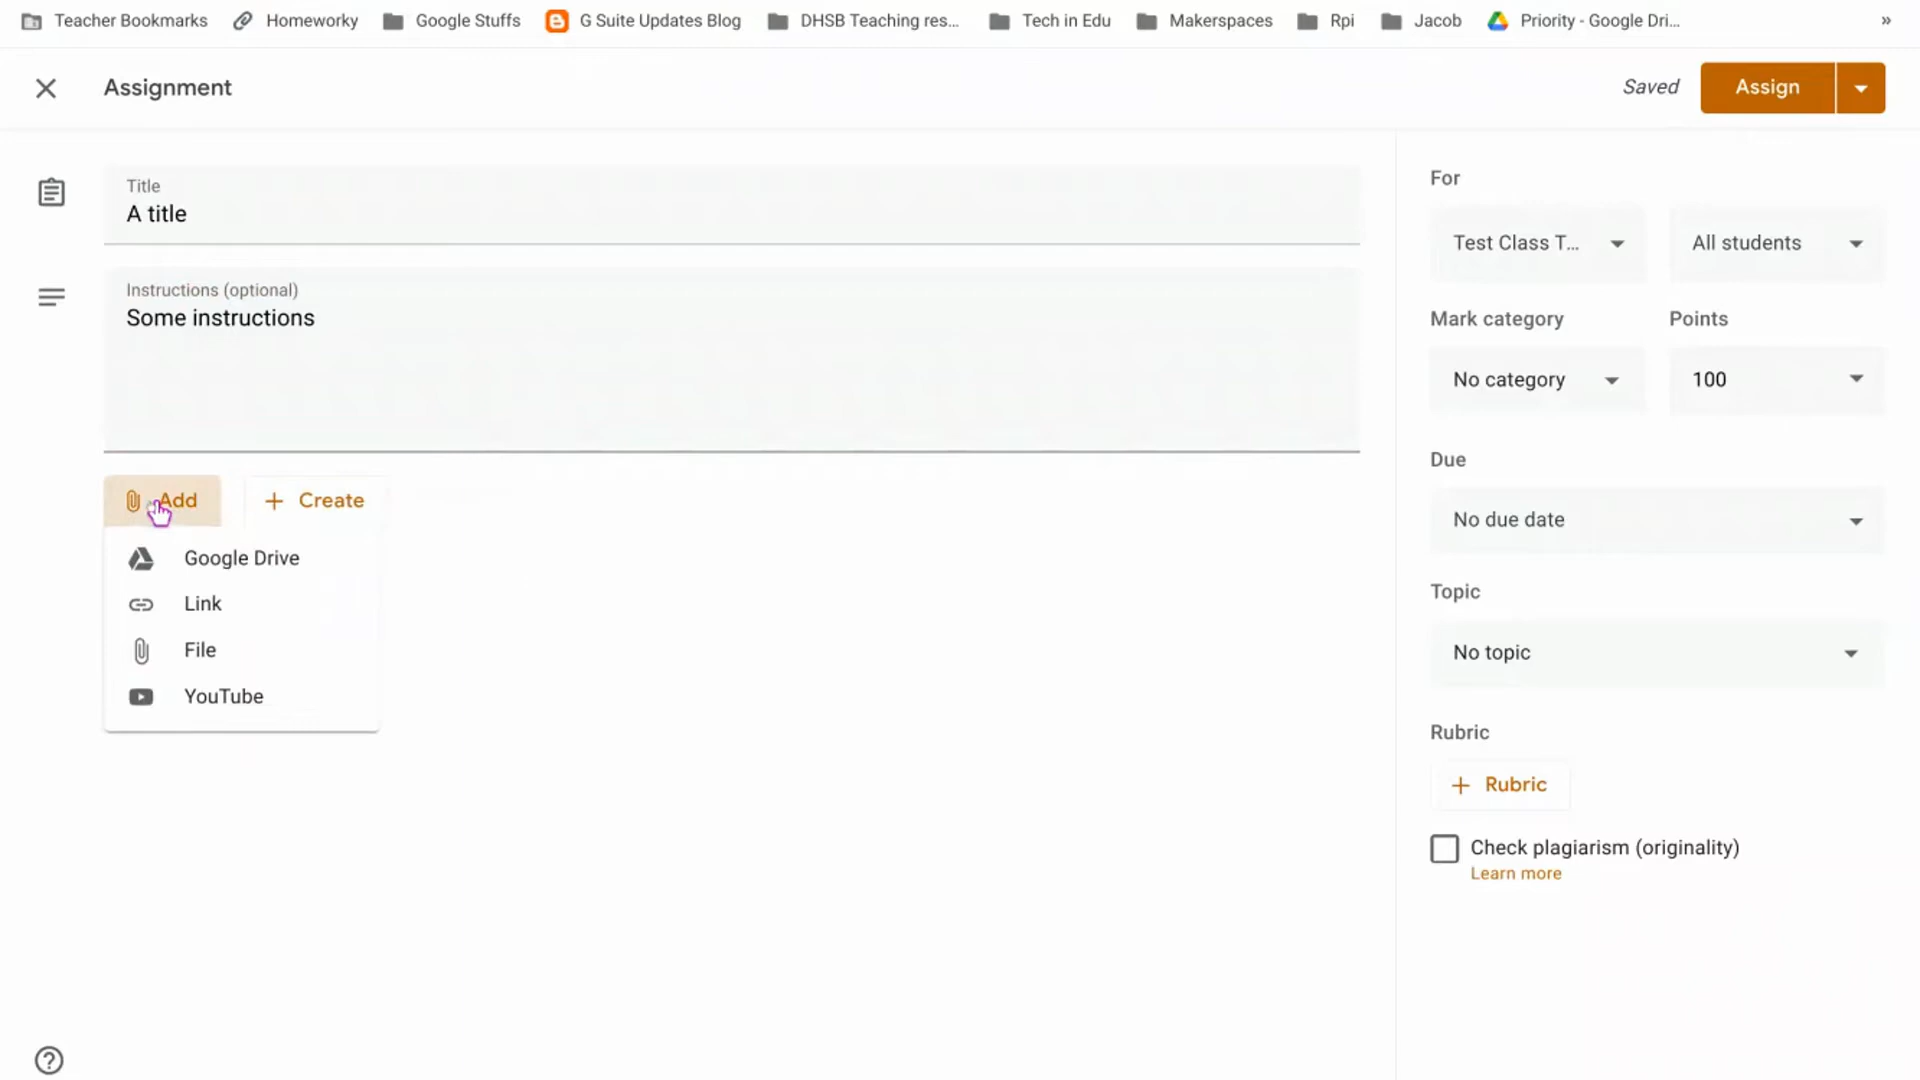 Teacher Bookmarks Homeworky Google Stuffs G Suite Updates Blog DHSB Teaching res... Tech in Edu Makerspaces Rpi Jacob Priority - Google Dri... »
Assignment Saved Assign
Title
A title
Instructions (optional)
Some instructions
Add + Create
Google Drive
Link
File
YouTube
For
Test Class T... All students
Mark category Points
No category 100
Due
No due date
Topic
No topic
Rubric
+ Rubric
Check plagiarism (originality)
Learn more